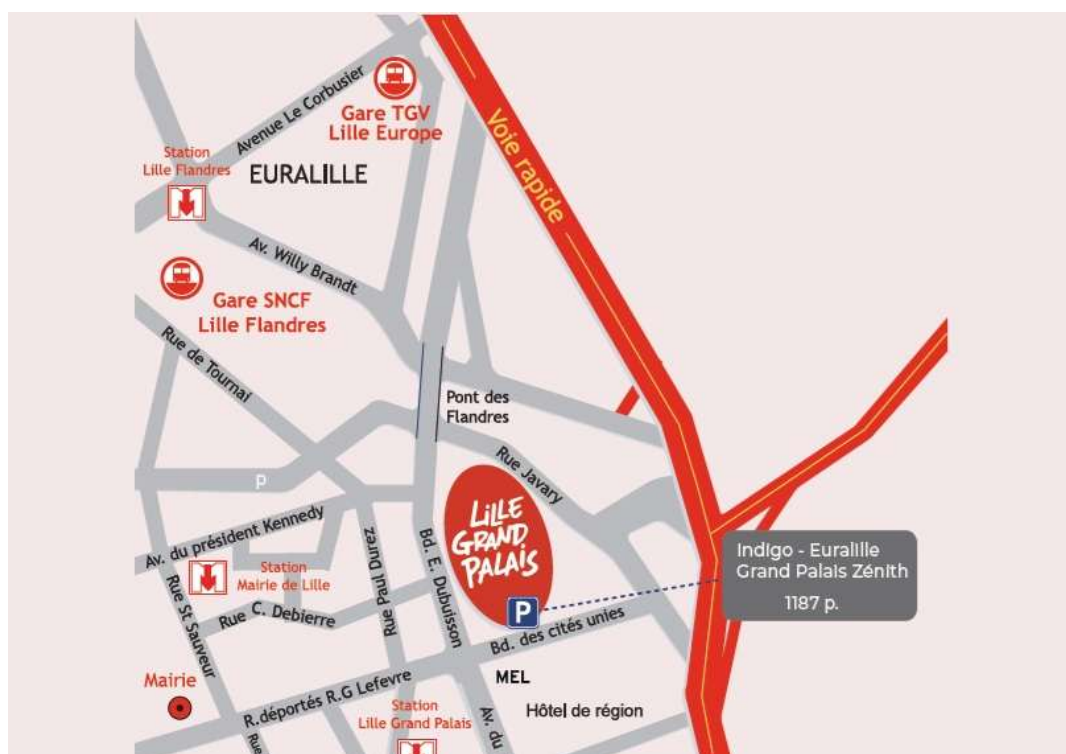 Avenue Le Corbusier
Gare TGV
Lille Europe
Voie rapide
Station
Lille Flandres
EURALILLE
Av. Willy Brandt
Gare SNCF
Lille Flandres
Rue de Tournai
Pont des
Flandres
Rue Javary
P
LILLE
GRAND
PALAIS
Av. du président Kennedy
Station
Mairie de Lille
Rue Paul Durez
Bd. E. Dubuisson
Indigo - Euralille
Grand Palais Zénith
1187 p.
Rue St Sauveur
Rue C. Debierre
P
Bd. des cités unies
Mairie
MEL
R.déportés R.G Lefevre
Station
Lille Grand Palais
Hôtel de région
Rue
Av. du